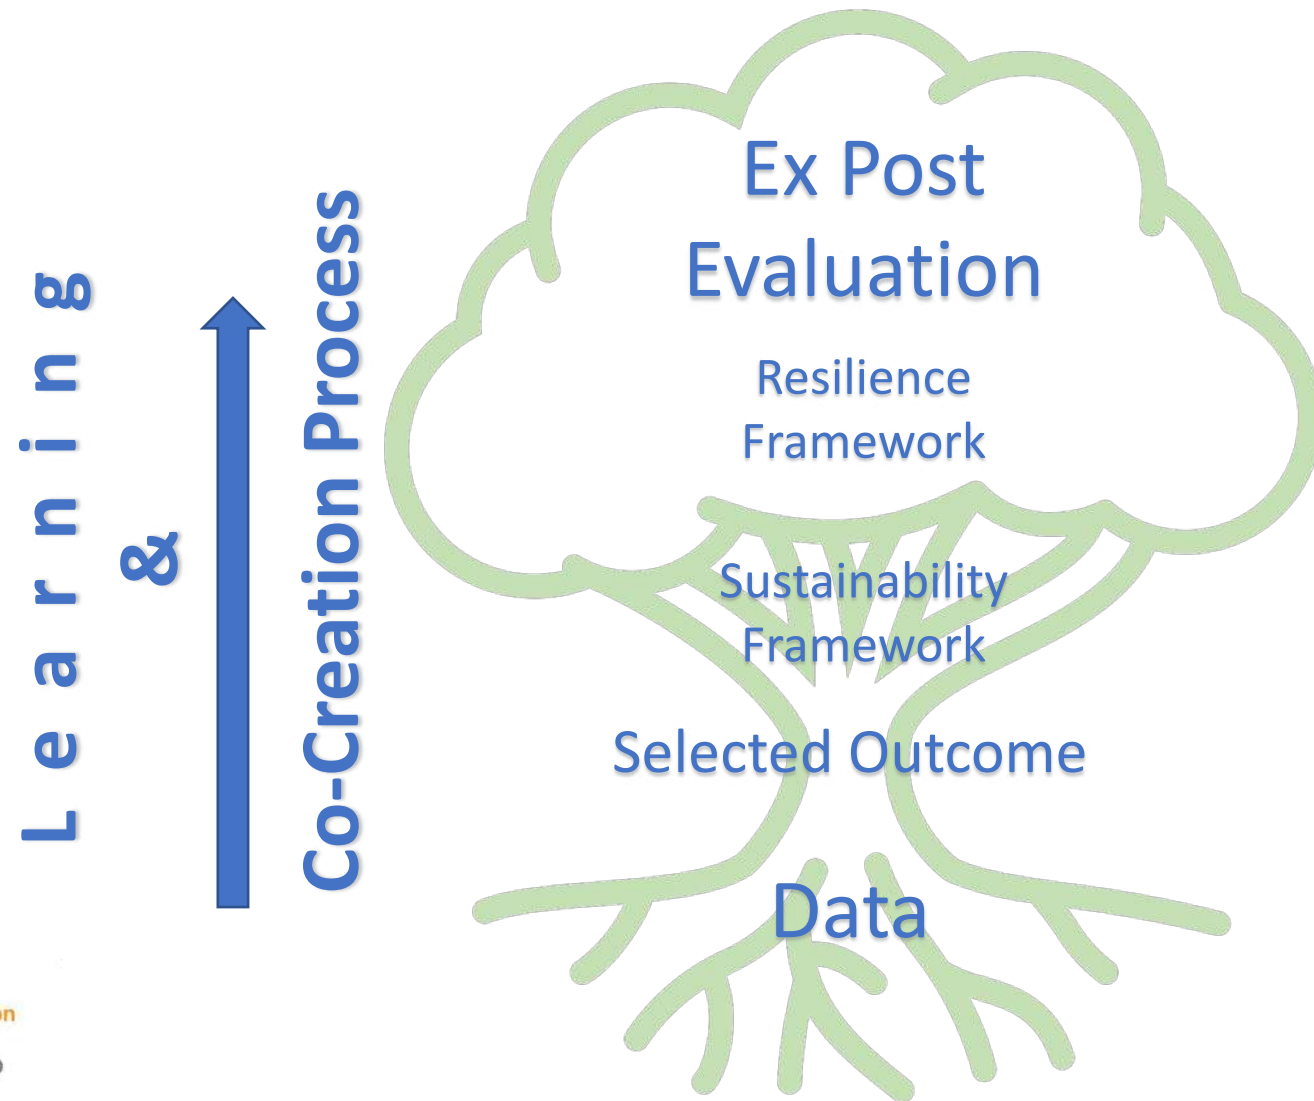 Learning
&
Co-Creation Process
Ex Post
Evaluation
Resilience
Framework
Sustainability
Framework
Selected Outcome
Data